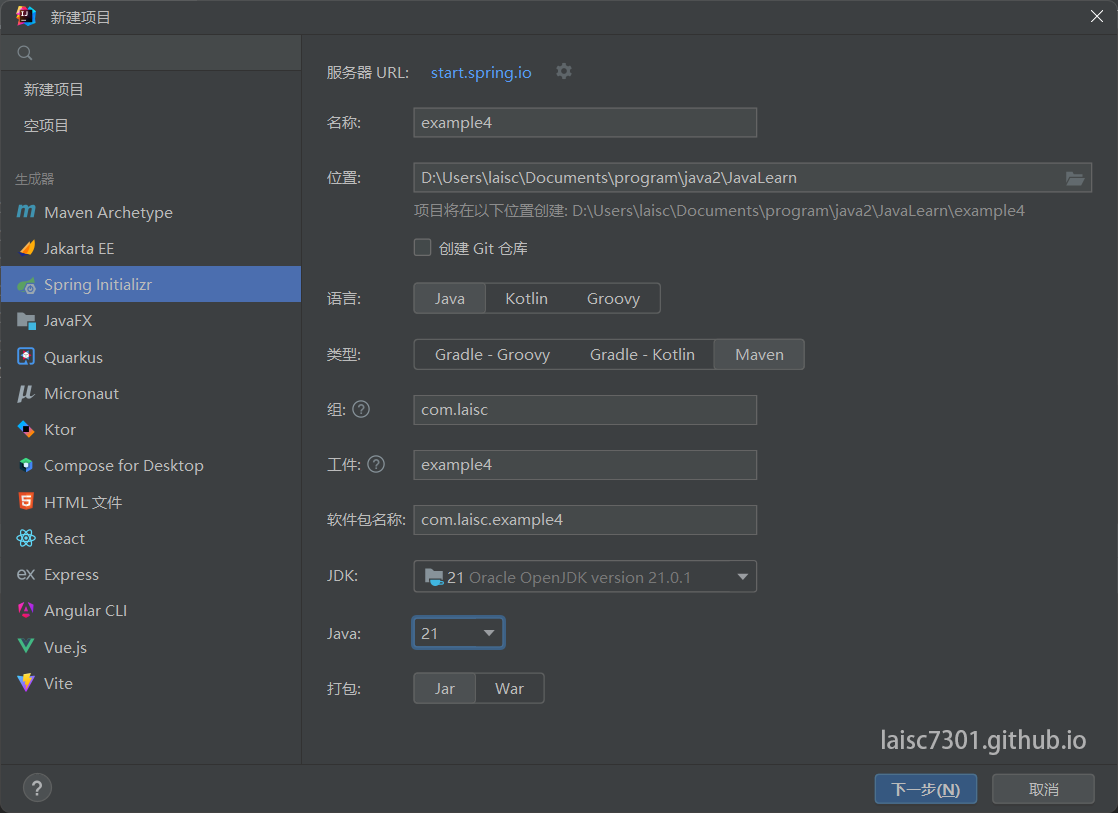 新建项目
新建项目
空项目
生成器
Maven Archetype
Jakarta EE
Spring Initializr
JavaFX
Quarkus
Micronaut
Ktor
Compose for Desktop
HTML 文件
React
ex Express
Angular CLI
Vue.js
Vite
服务器 URL: start.spring.io
名称: example4
位置: D:\Users\laisc\Documents\program\java2\JavaLearn
项目将在以下位置创建: D:\Users\laisc\Documents\program\java2\JavaLearn\example4
创建 Git 仓库
语言: Java Kotlin Groovy
类型: Gradle - Groovy Gradle - Kotlin Maven
组: ? com.laisc
工件: ? example4
软件包名称: com.laisc.example4
JDK: 21 Oracle OpenJDK version 21.0.1
Java: 21
打包: Jar War
laisc7301.github.io
? 下一步(N) 取消